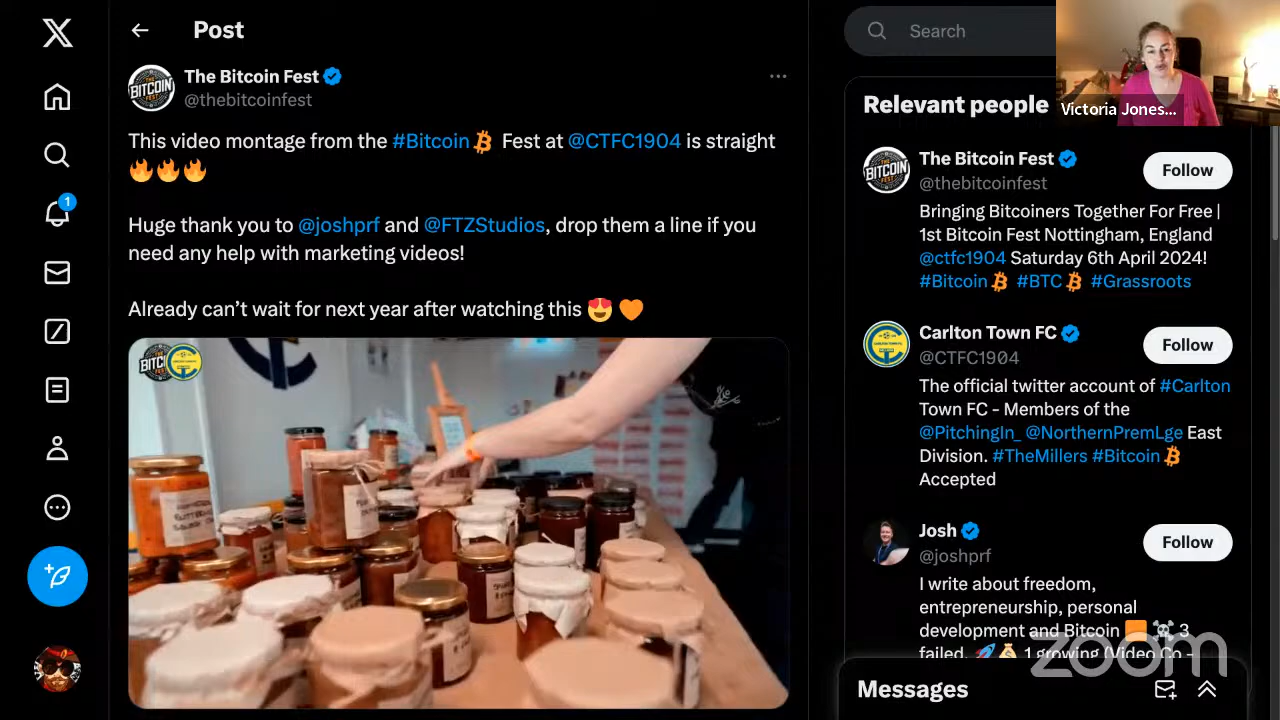 Post
The Bitcoin Fest
@thebitcoinfest
This video montage from the #Bitcoin Fest at @CTFC1904 is straight
🔥🔥🔥
Huge thank you to @joshprf and @FTZStudios, drop them a line if you
need any help with marketing videos!
Already can’t wait for next year after watching this 😍 🧡
1
Search
Victoria Jones...
Relevant people
The Bitcoin Fest
@thebitcoinfest
Follow
Bringing Bitcoiners Together For Free |
1st Bitcoin Fest Nottingham, England
@ctfc1904 Saturday 6th April 2024!
#Bitcoin #BTC #Grassroots
Carlton Town FC
@CTFC1904
Follow
The official twitter account of #Carlton
Town FC - Members of the
@PitchingIn_ @NorthernPremLge East
Division. #TheMillers #Bitcoin
Accepted
Josh
@joshprf
Follow
I write about freedom,
entrepreneurship, personal
development and Bitcoin 🟧 ☠️ 3
failed, 🚀💰 1 growing (Video Co -
zoom
Messages